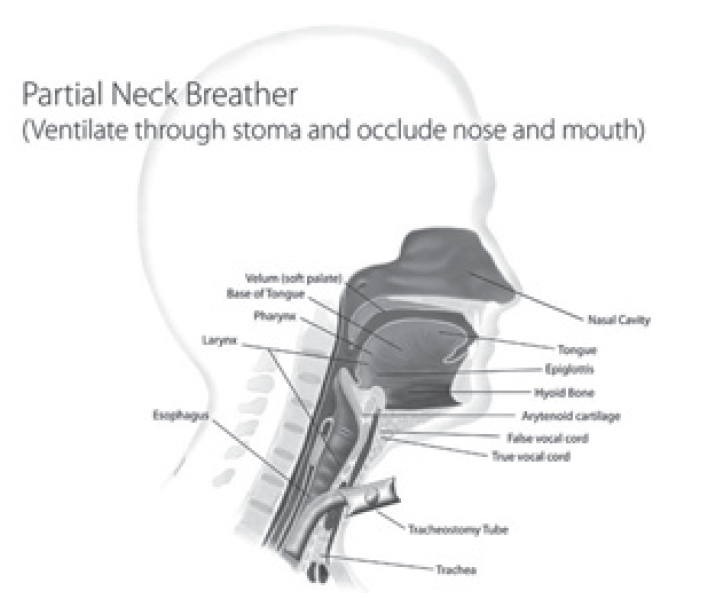 Partial Neck Breather
(Ventilate through stoma and occlude nose and mouth)
Velum (soft palate)
Base of Tongue
Pharynx
Larynx
Esophagus
Nasal Cavity
Tongue
Epiglottis
Hyoid Bone
Arytenoid cartilage
False vocal cord
True vocal cord
Tracheostomy Tube
Trachea